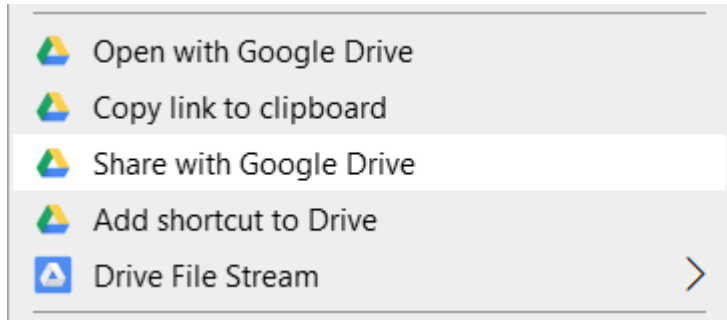 Open with Google Drive
Copy link to clipboard
Share with Google Drive
Add shortcut to Drive
Drive File Stream